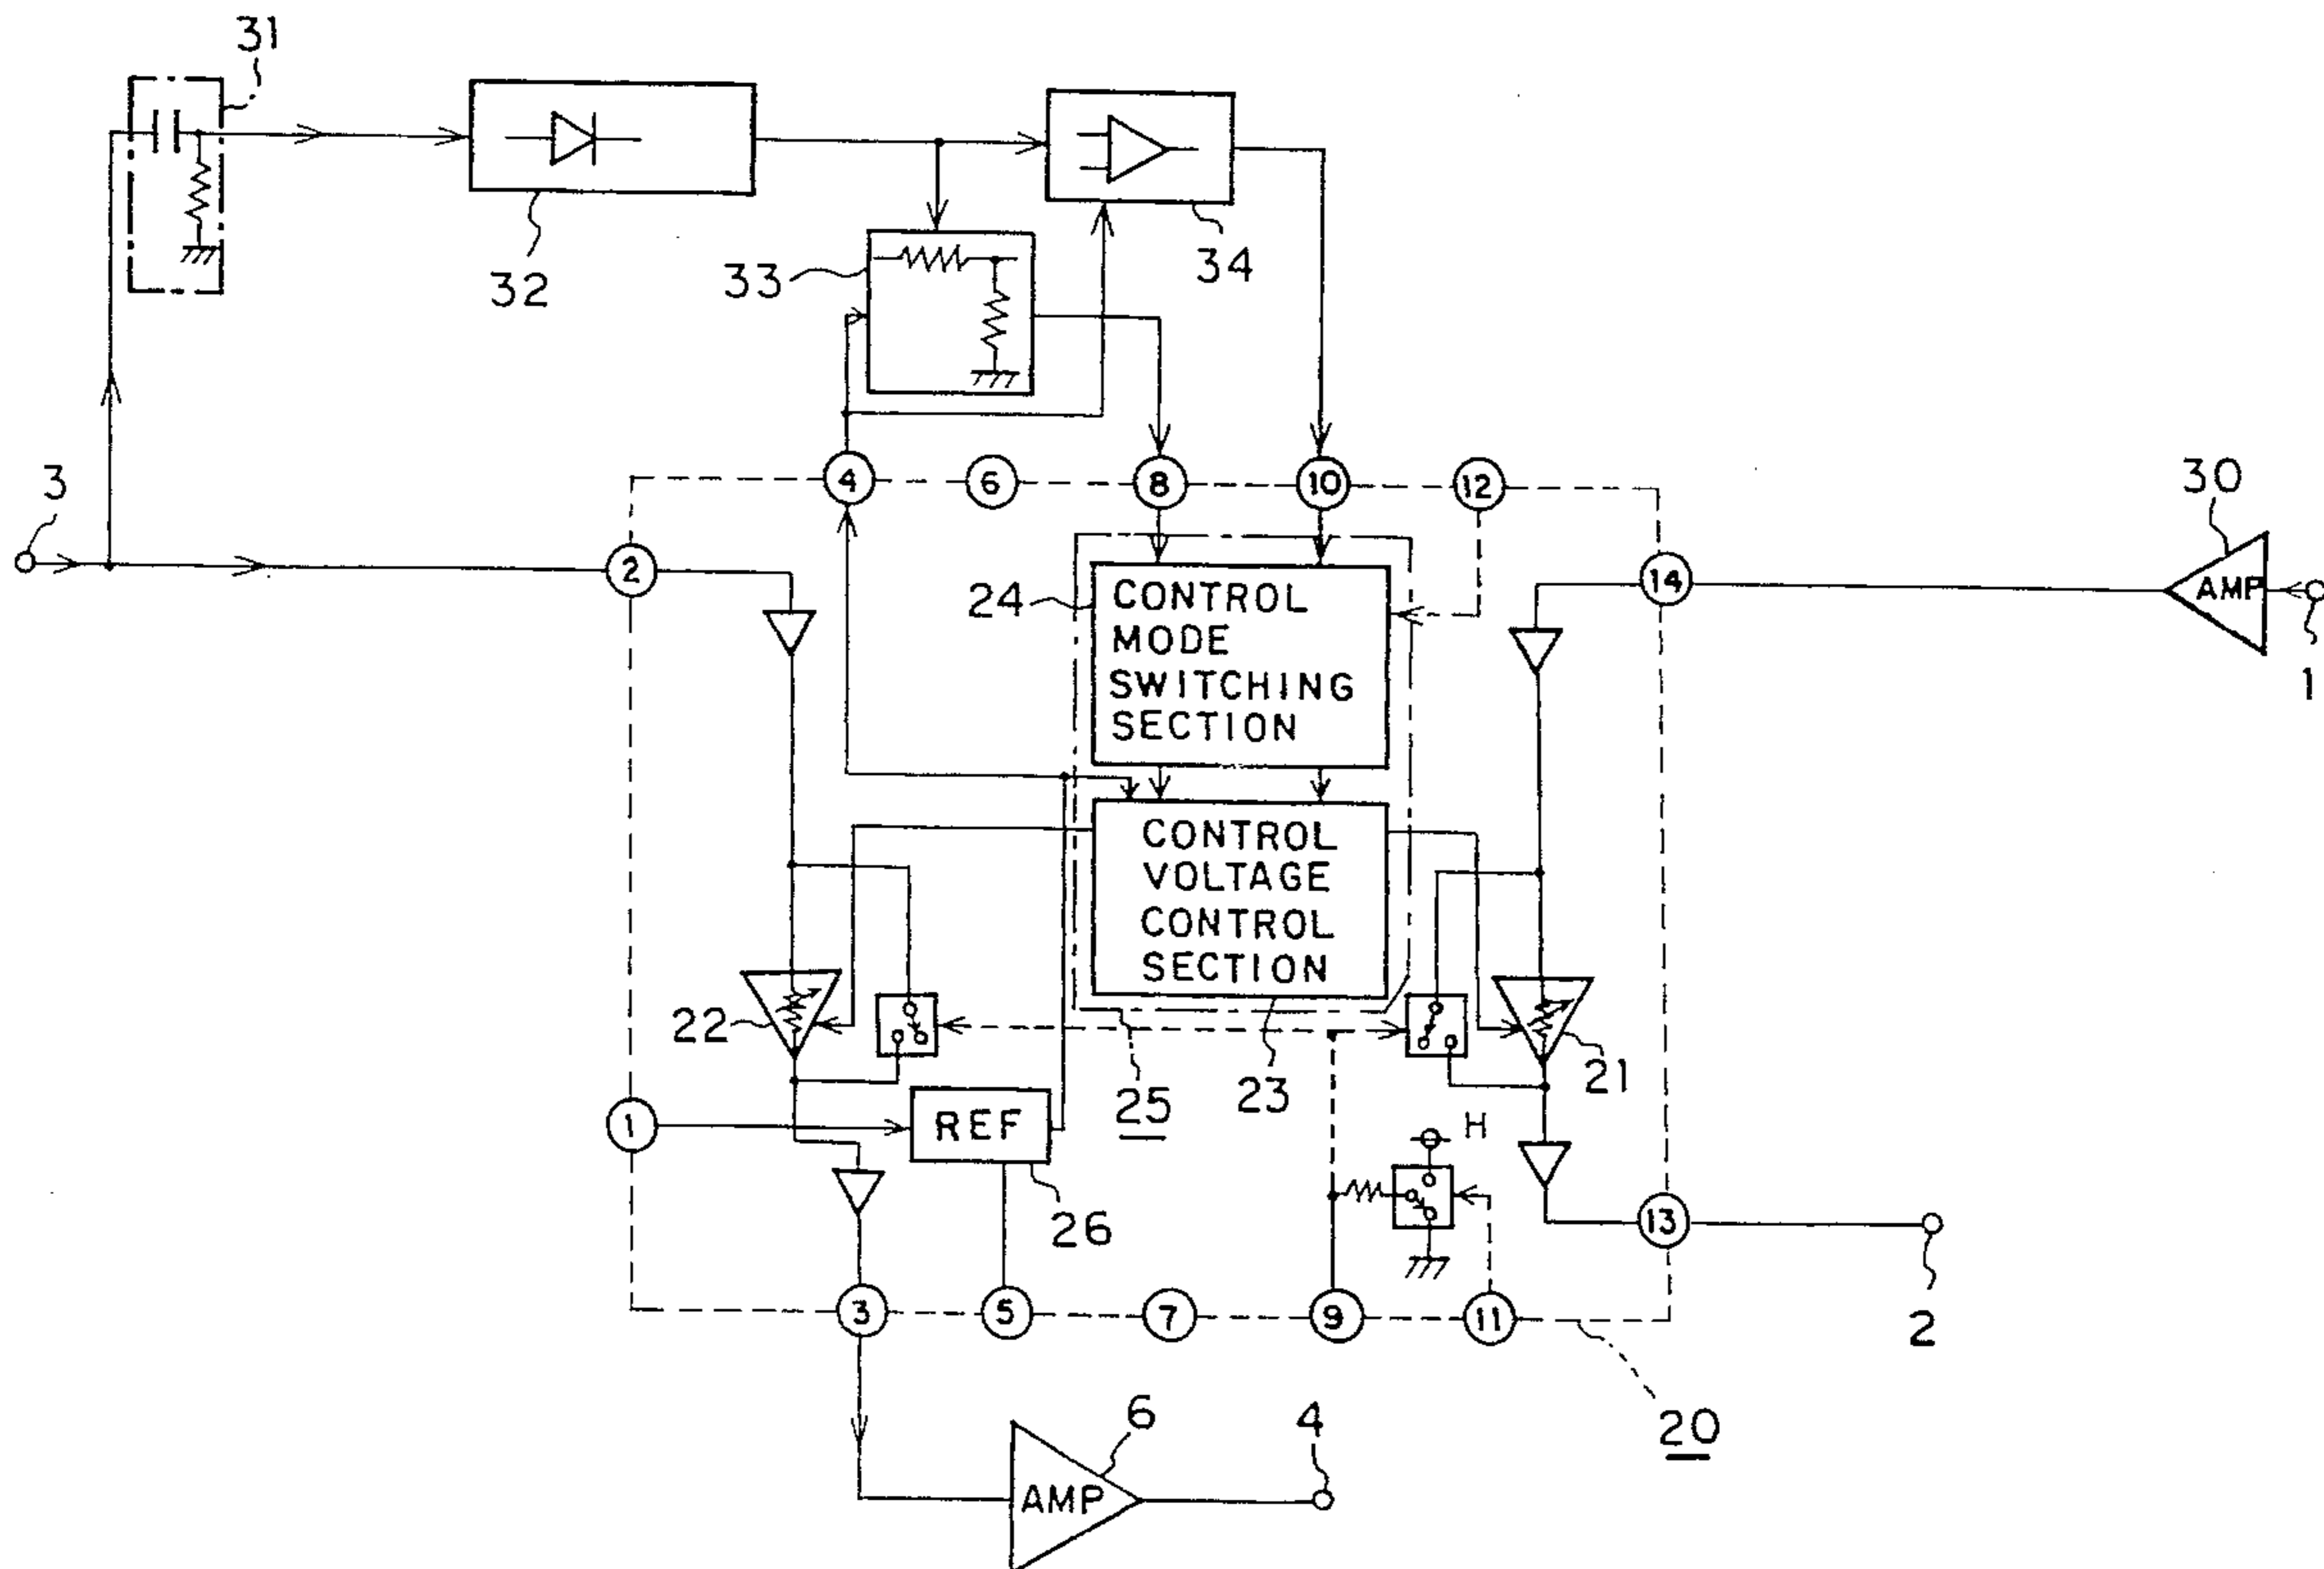 31
32
33
34
3
4
6
8
10
12
30
2
14
AMP
1
24
CONTROL
MODE
SWITCHING
SECTION
CONTROL
VOLTAGE
CONTROL
SECTION
22
21
25
23
1
REF
H
26
13
3
5
7
9
11
2
20
6
4
AMP